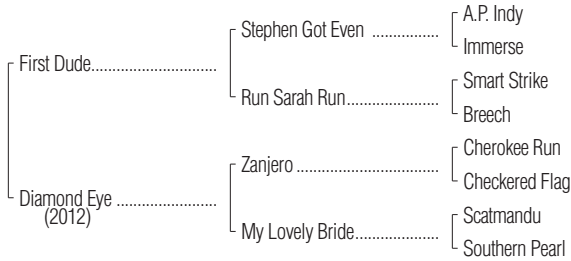 A.P. Indy
Stephen Got Even ................
Immerse
First Dude.............................
Smart Strike
Run Sarah Run......................
Breech
Cherokee Run
Zanjero ..................................
Checkered Flag
Diamond Eye .......................
(2012)
Scatmandu
My Lovely Bride....................
Southern Pearl